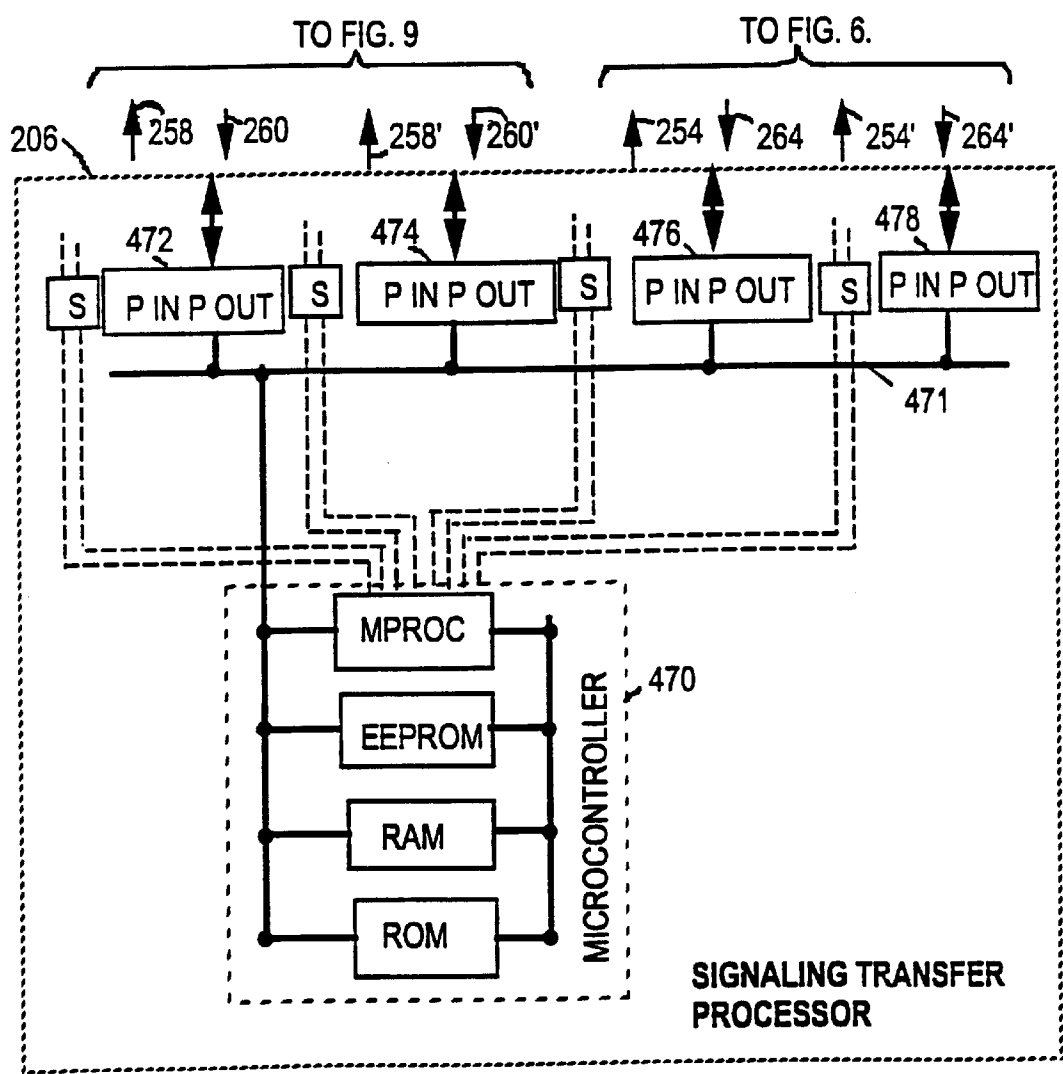 TO FIG. 9
TO FIG. 6.
258
260
258'
260'
254
264
254'
264'
206
472
474
476
478
S
P IN P OUT
S
P IN P OUT
S
P IN P OUT
S
P IN P OUT
471
MPROC
EEPROM
RAM
ROM
MICROCONTROLLER
470
SIGNALING TRANSFER
PROCESSOR